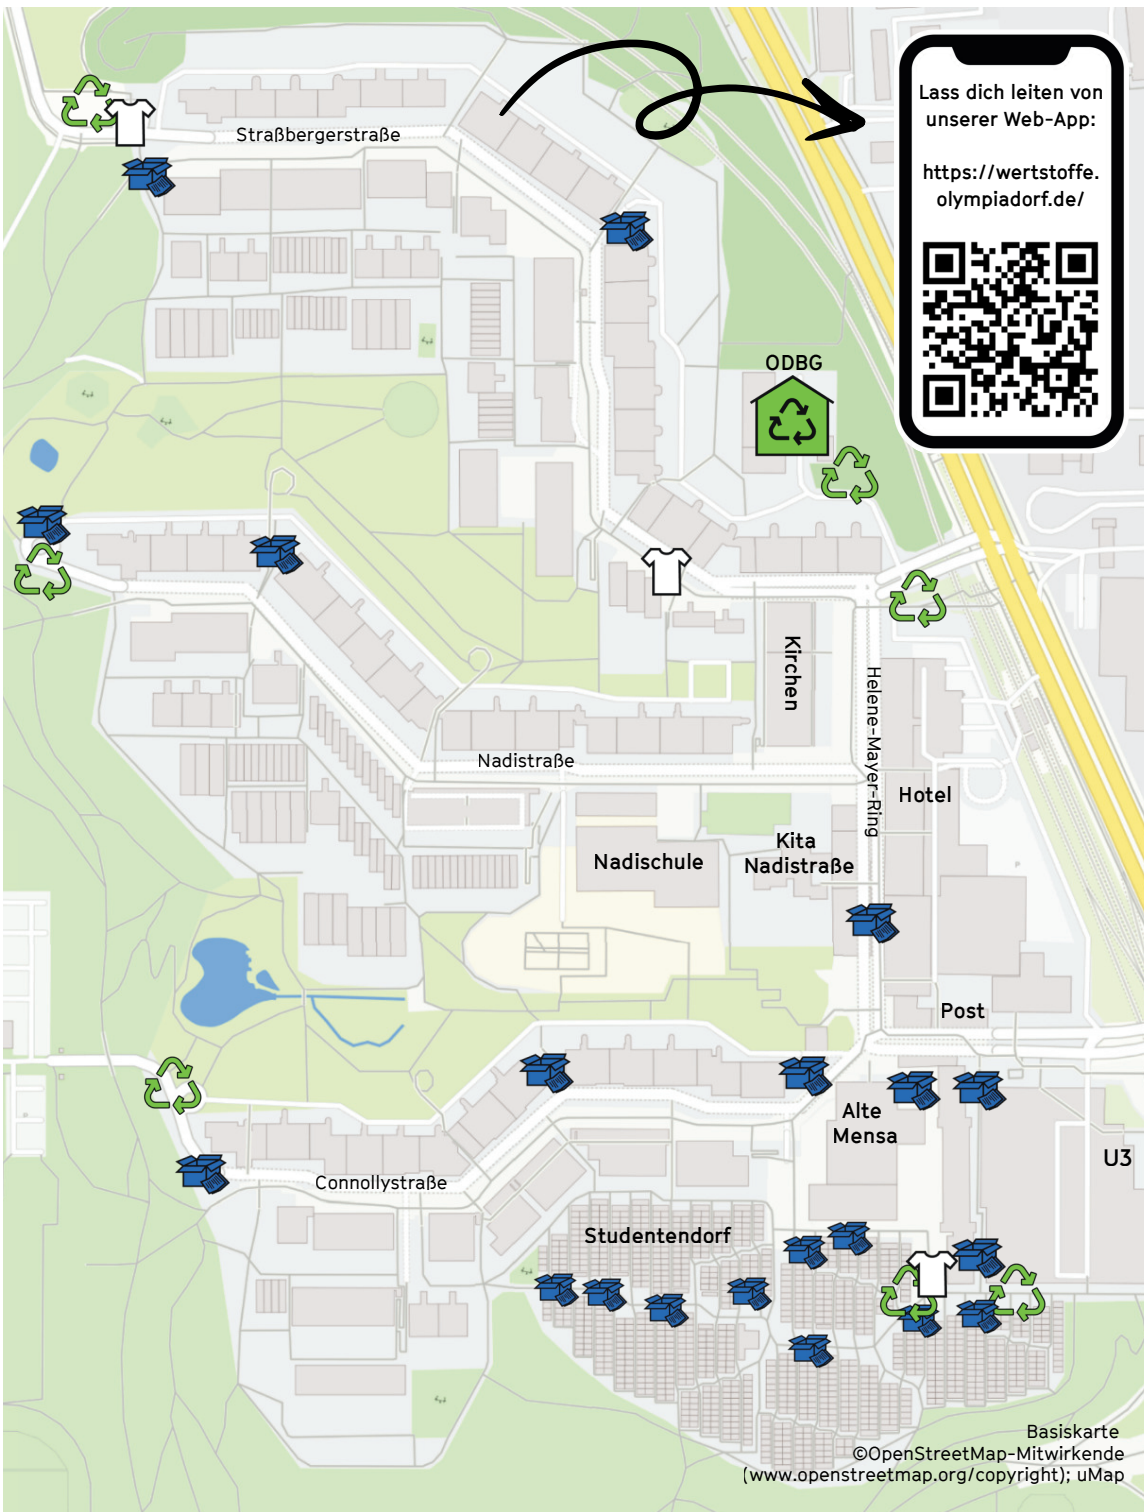 Lass dich leiten von
unserer Web-App:
https://wertstoffe.
olympiadorf.de/
Straßbergerstraße
ODBG
Kirchen
Helene-Mayer-Ring
Nadistraße
Hotel
Kita
Nadistraße
Nadischule
Post
Alte
Mensa
U3
Connollystraße
Studentendorf
Basiskarte
©OpenStreetMap-Mitwirkende
(www.openstreetmap.org/copyright); uMap